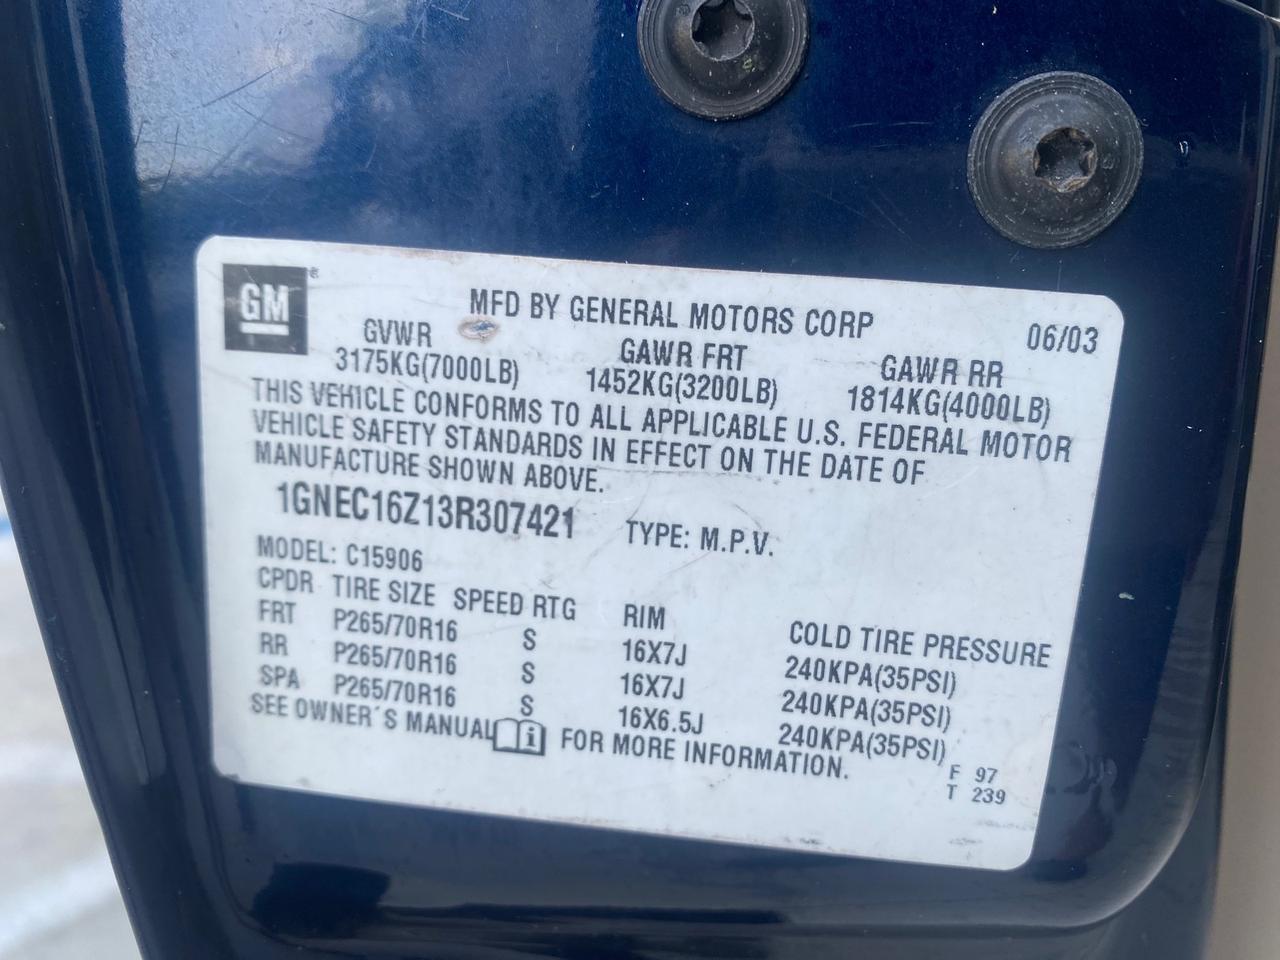 GM®
MFD BY GENERAL MOTORS CORP 06/03
GVWR GAWR FRT GAWR RR
3175KG(7000LB) 1452KG(3200LB) 1814KG(4000LB)
THIS VEHICLE CONFORMS TO ALL APPLICABLE U.S. FEDERAL MOTOR
VEHICLE SAFETY STANDARDS IN EFFECT ON THE DATE OF
MANUFACTURE SHOWN ABOVE.
1GNEC16Z13R307421 TYPE: M.P.V.
MODEL: C15906
CPDR TIRE SIZE SPEED RTG RIM COLD TIRE PRESSURE
FRT P265/70R16 S 16X7J 240KPA(35PSI)
RR P265/70R16 S 16X7J 240KPA(35PSI)
SPA P265/70R16 S 16X6.5J 240KPA(35PSI)
SEE OWNER´S MANUAL i FOR MORE INFORMATION.
F 97
T 239